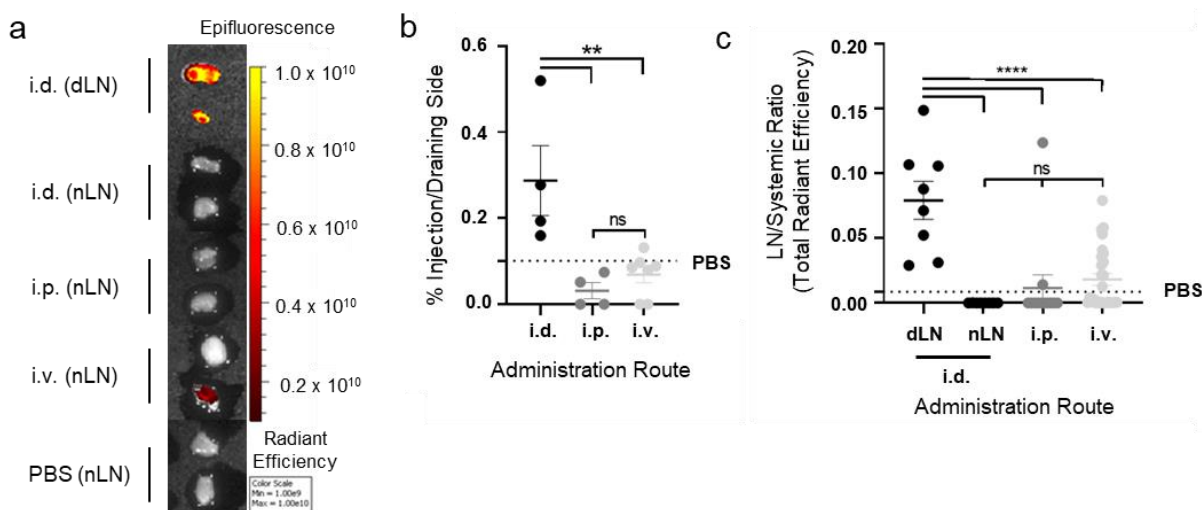 a
Epifluorescence
i.d. (dLN)
i.d. (nLN)
i.p. (nLN)
i.v. (nLN)
PBS (nLN)
1.0 x 10¹⁰
0.8 x 10¹⁰
0.6 x 10¹⁰
0.4 x 10¹⁰
0.2 x 10¹⁰
Radiant
Efficiency
Color Scale
Min = 1.00e9
Max = 1.00e10
b
% Injection/Draining Side
0.6
0.4
0.2
0.0
**
ns
PBS
i.d.
i.p.
i.v.
Administration Route
c
LN/Systemic Ratio
(Total Radiant Efficiency)
0.20
0.15
0.10
0.05
0.00
****
ns
PBS
dLN
nLN
i.p.
i.v.
i.d.
Administration Route